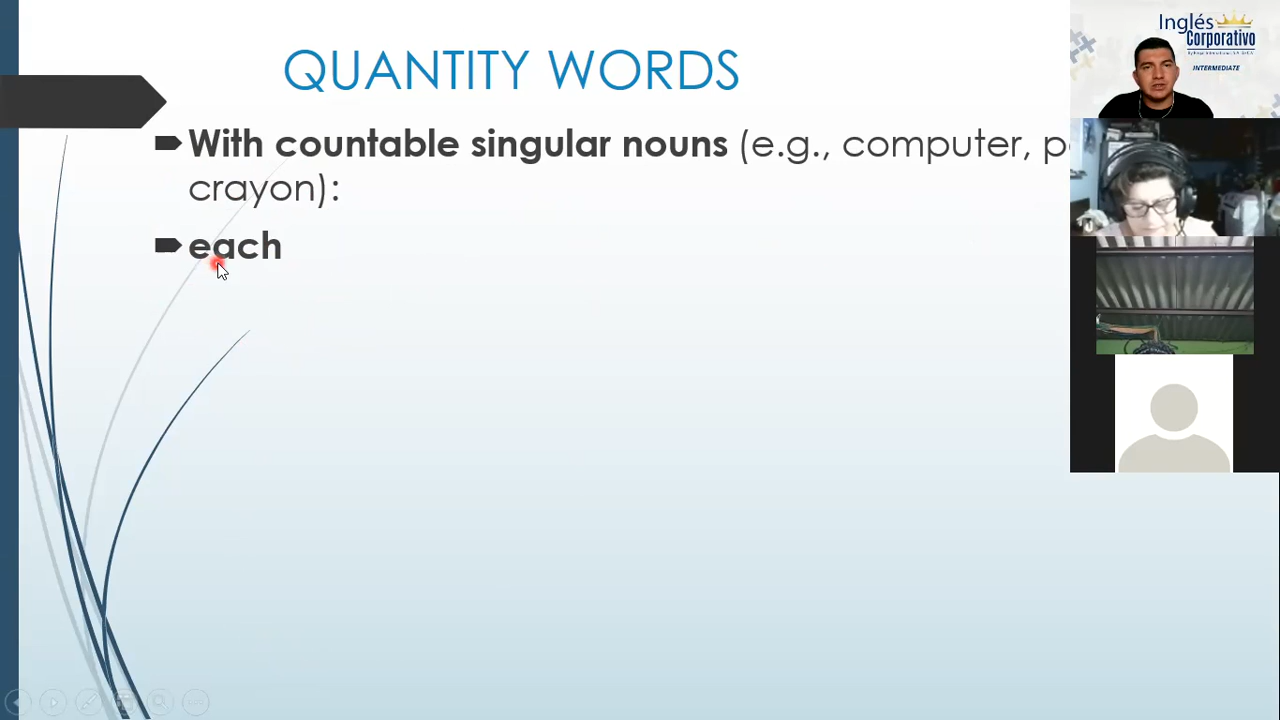 QUANTITY WORDS
With countable singular nouns (e.g., computer,
crayon):
each
Inglés
Corporativo
INTERMEDIATE